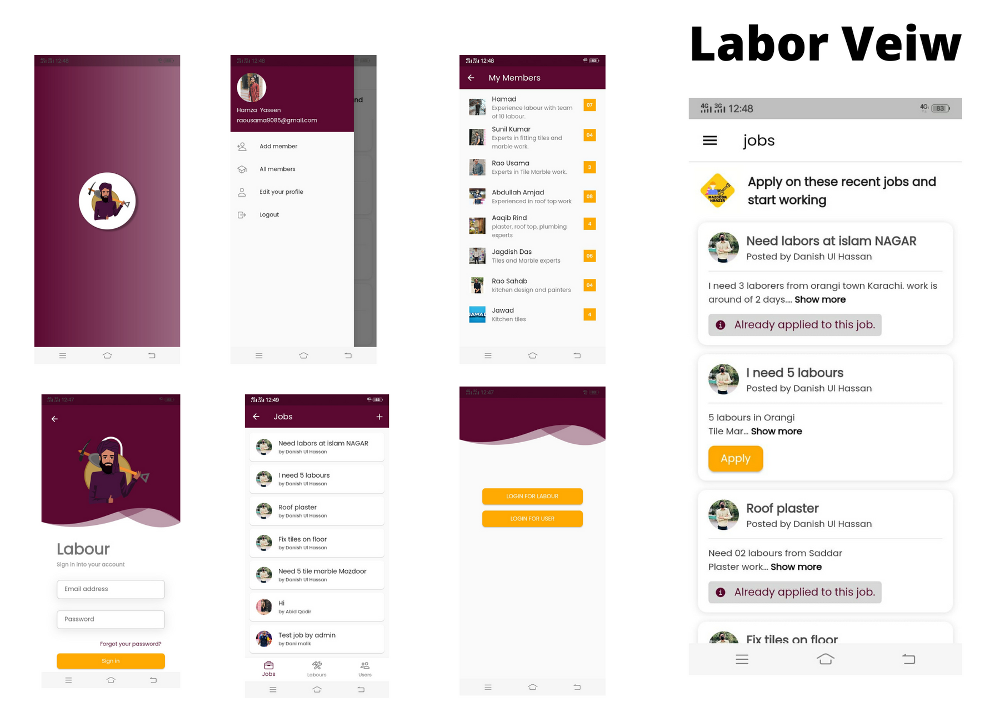 Labor Veiw
12:48
12:48
Hamza Yaseen
raousama9085@gmail.com
Add member
All members
Edit your profile
Logout
nd
4G 3G 12:48 4G 83
My Members
Hamad
Experience labour with team
of 10 labour.
07
Sunil Kumar
Experts in fitting tiles and
marble work.
04
Rao Usama
Experts in Tile Marble work.
3
Abdullah Amjad
Experienced in roof top work
08
Aaqib Rind
plaster, roof top, plumbing
experts
4
Jagdish Das
Tiles and Marble experts
06
Rao Sahab
kitchen design and painters
04
JAWAD
Jawad
Kitchen tiles
4
4G 3G 12:48 4G 83
jobs
MAZDOOR
HAAZIR
Apply on these recent jobs and
start working
Need labors at islam NAGAR
Posted by Danish Ul Hassan
I need 3 laborers from orangi town Karachi. work is
around of 2 days.... Show more
Already applied to this job.
I need 5 labours
Posted by Danish Ul Hassan
5 labours in Orangi
Tile Mar... Show more
Apply
Roof plaster
Posted by Danish Ul Hassan
Need 02 labours from Saddar
Plaster work... Show more
Already applied to this job.
Fix tiles on floor
12:47
Labour
Sign in into your account
Email address
Password
Forgot your password?
Sign in
4G 3G 12:49 4G 83
Jobs +
Need labors at islam NAGAR
by Danish Ul Hassan
I need 5 labours
by Danish Ul Hassan
Roof plaster
by Danish Ul Hassan
Fix tiles on floor
by Danish Ul Hassan
Need 5 tile marble Mazdoor
by Danish Ul Hassan
Hi
by Abid Qadir
Test job by admin
by Dani malik
Jobs Labours Users
12:47
LOGIN FOR LABOUR
LOGIN FOR USER